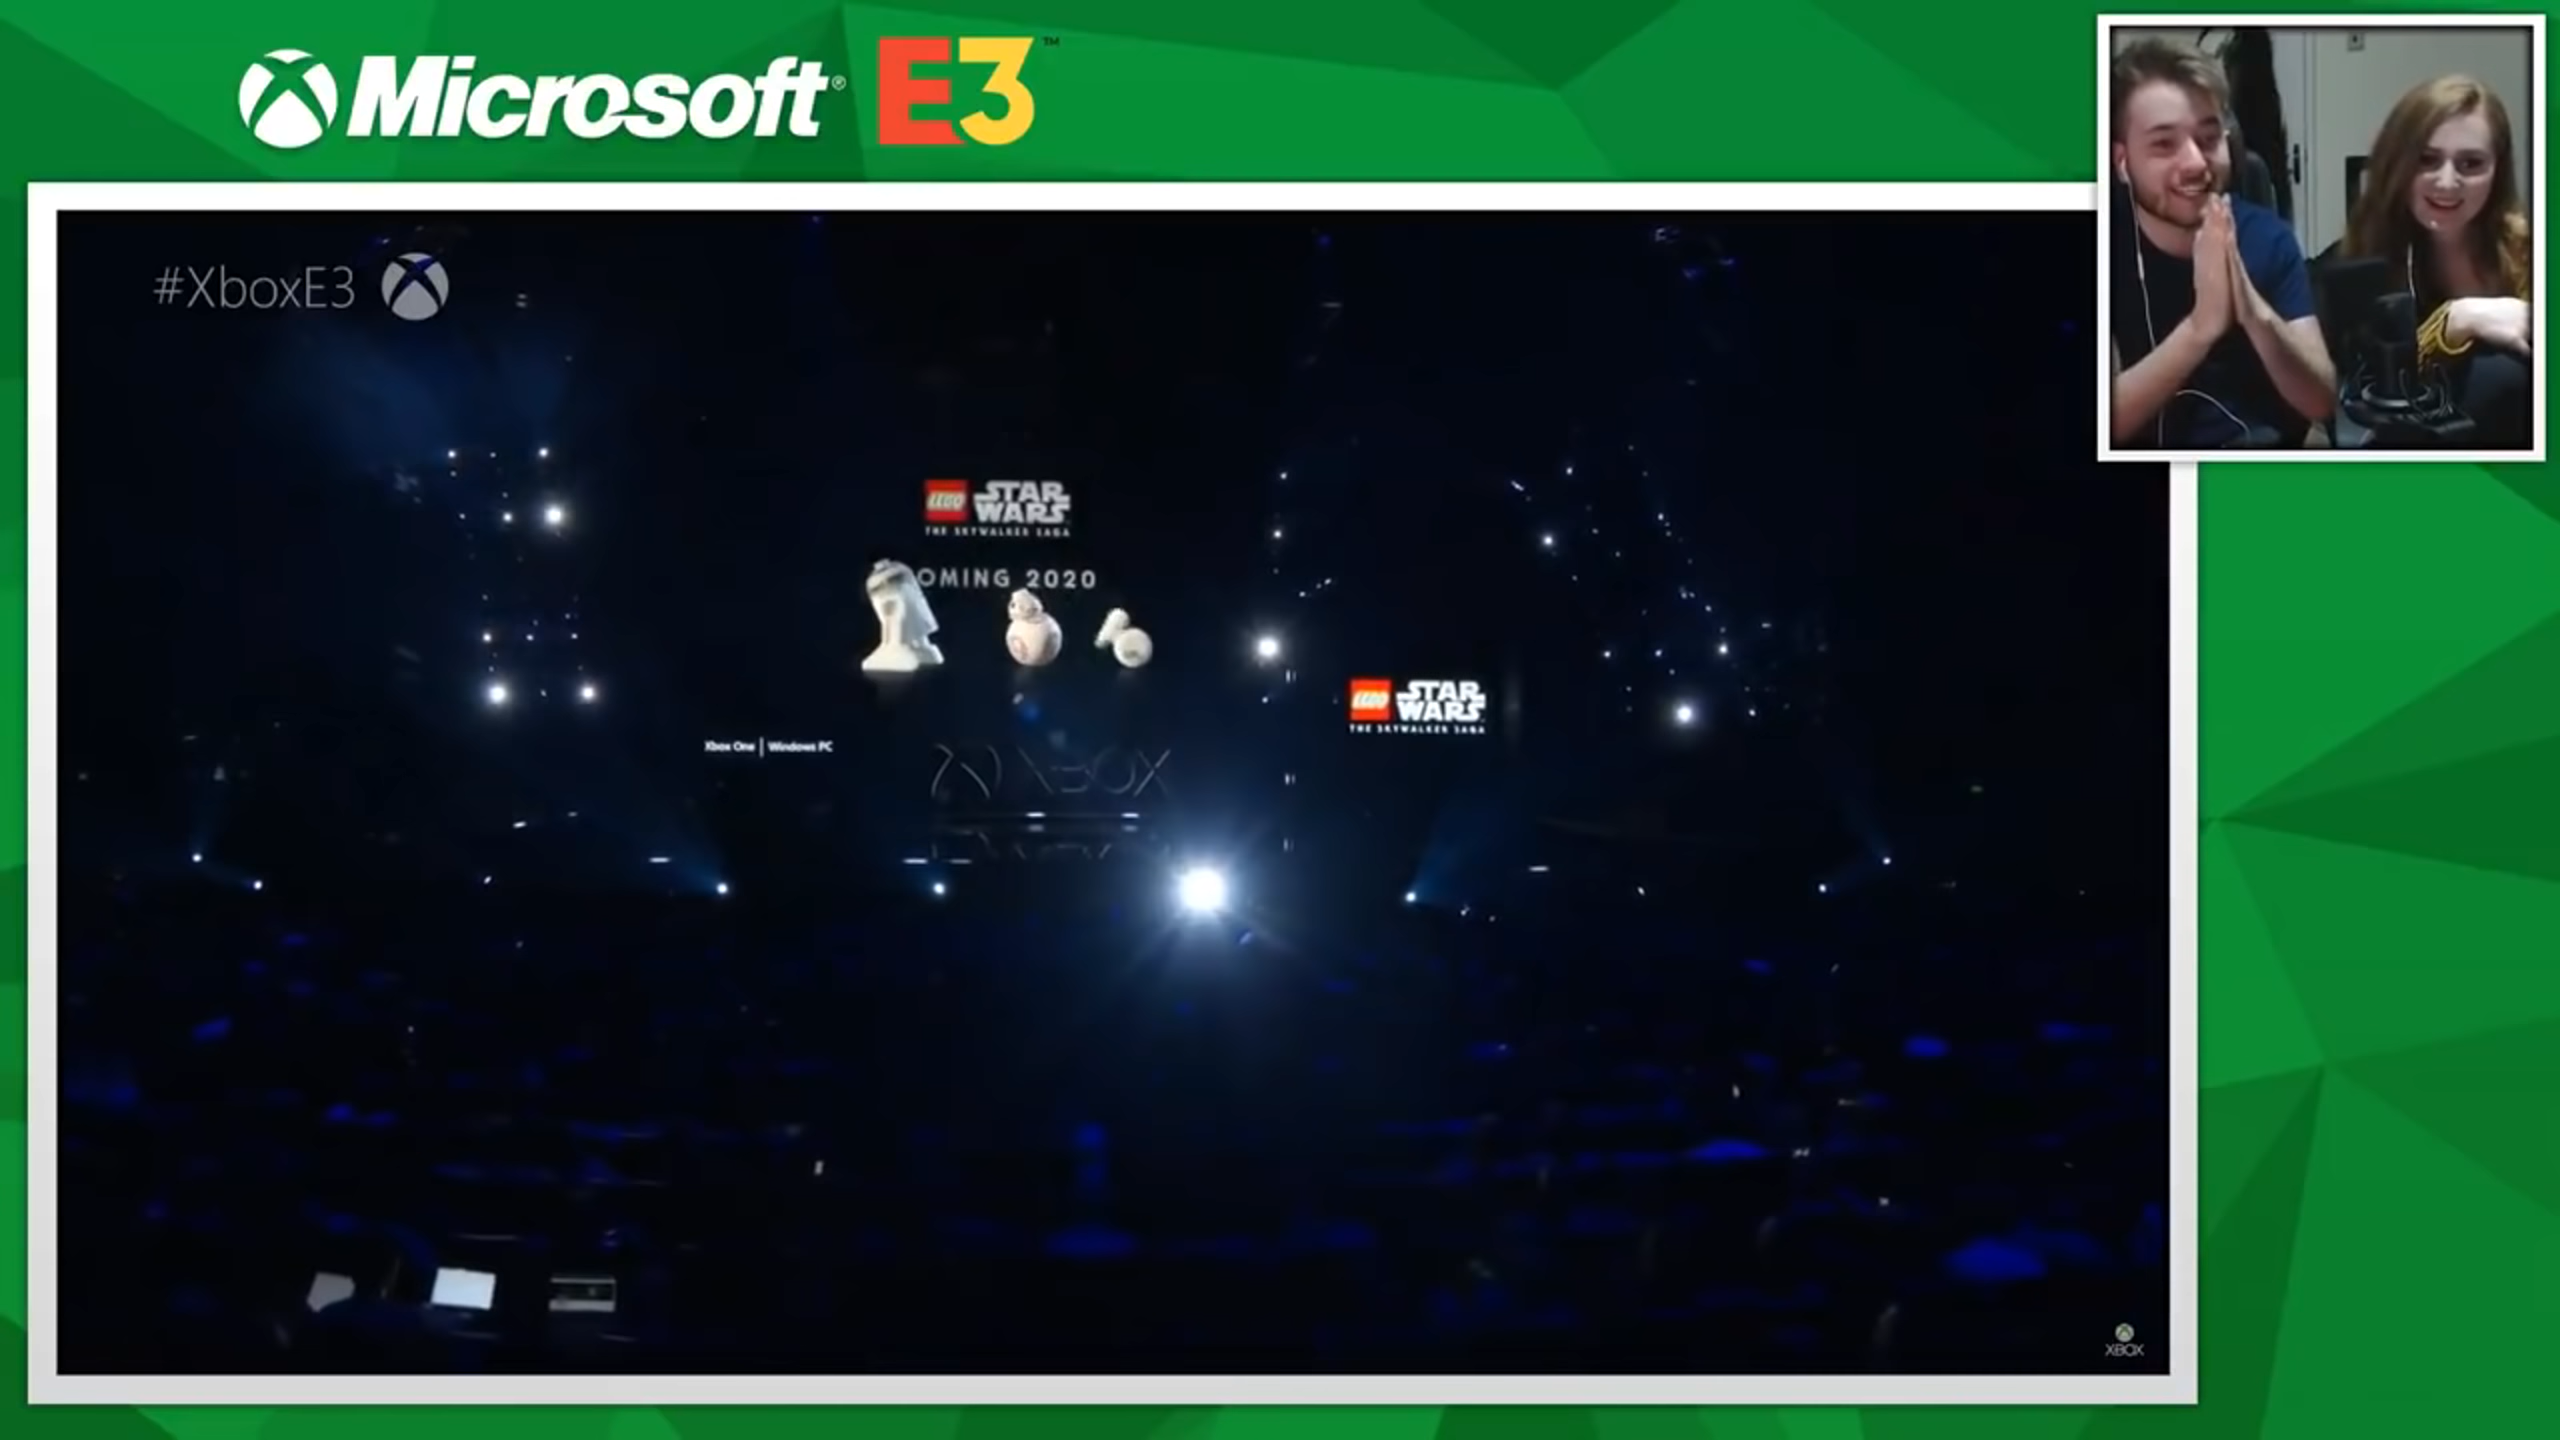 Microsoft® E3™
#XboxE3
LEGO STAR WARS
THE SKYWALKER SAGA
OMING 2020
LEGO STAR WARS
THE SKYWALKER SAGA
Xbox One | Windows PC
XBOX
XBOX